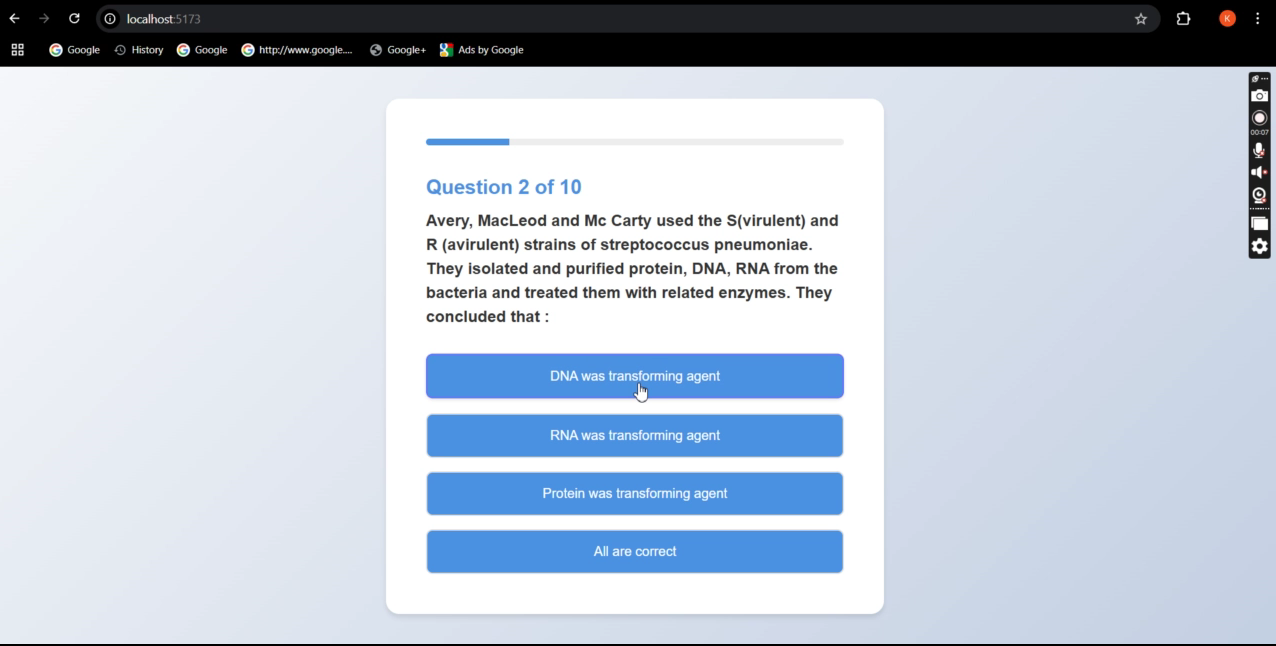 localhost:5173
K
Google
History
Google
http://www.google....
Google+
Ads by Google
00:07
Question 2 of 10
Avery, MacLeod and Mc Carty used the S(virulent) and
R (avirulent) strains of streptococcus pneumoniae.
They isolated and purified protein, DNA, RNA from the
bacteria and treated them with related enzymes. They
concluded that :
DNA was transforming agent
RNA was transforming agent
Protein was transforming agent
All are correct